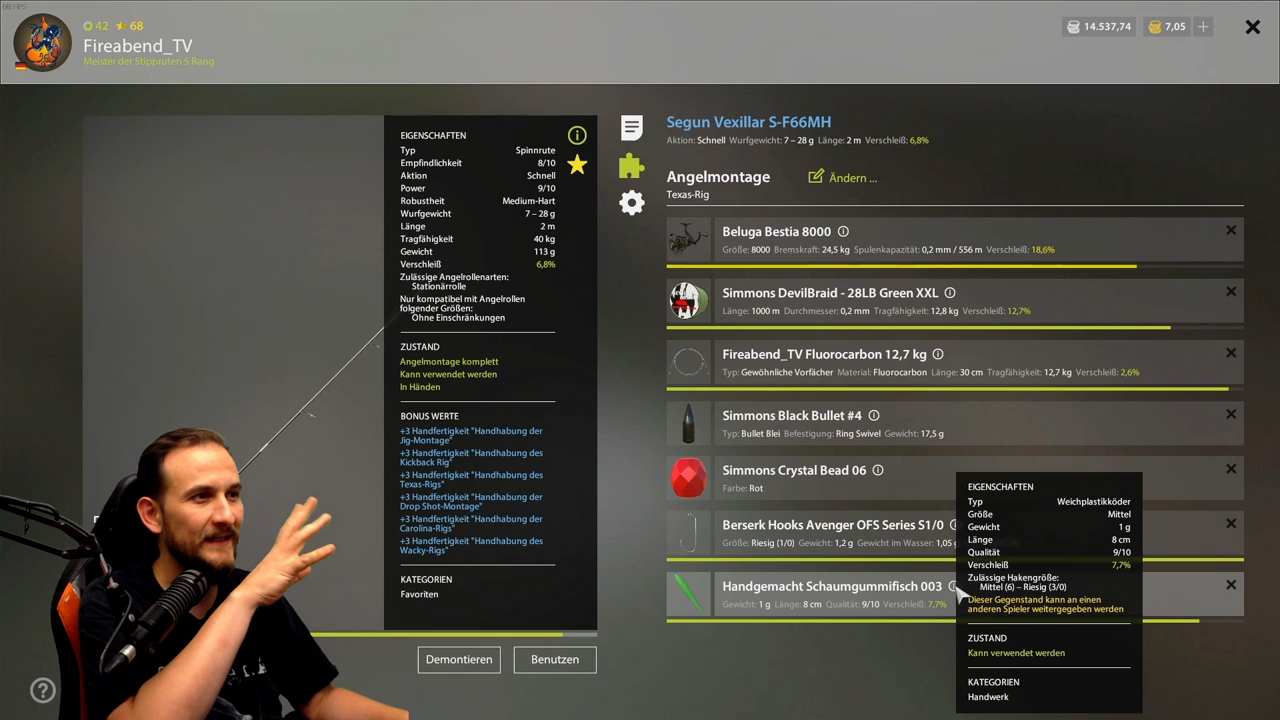 68 FPS
42 68
Fireabend_TV
Meister der Stippruten 5 Rang
14.537,74
7,05
EIGENSCHAFTEN
Typ Spinnrute
Empfindlichkeit 8/10
Aktion Schnell
Power 9/10
Robustheit Medium-Hart
Wurfgewicht 7 – 28 g
Länge 2 m
Tragfähigkeit 40 kg
Gewicht 113 g
Verschleiß 6,8%
Zulässige Angelrollenarten:
Stationärrolle
Nur kompatibel mit Angelrollen
folgender Größen:
Ohne Einschränkungen
ZUSTAND
Angelmontage komplett
Kann verwendet werden
In Händen
BONUS WERTE
+3 Handfertigkeit "Handhabung der
Jig-Montage"
+3 Handfertigkeit "Handhabung des
Kickback Rig"
+3 Handfertigkeit "Handhabung des
Texas-Rigs"
+3 Handfertigkeit "Handhabung der
Drop Shot-Montage"
+3 Handfertigkeit "Handhabung des
Carolina-Rigs"
+3 Handfertigkeit "Handhabung des
Wacky-Rigs"
KATEGORIEN
Favoriten
Demontieren
Benutzen
Segun Vexillar S-F66MH
Aktion: Schnell Wurfgewicht: 7 – 28 g Länge: 2 m Verschleiß: 6,8%
Angelmontage Ändern ...
Texas-Rig
Beluga Bestia 8000
Größe: 8000 Bremskraft: 24,5 kg Spulenkapazität: 0,2 mm / 556 m Verschleiß: 18,6%
Simmons DevilBraid - 28LB Green XXL
Länge: 1000 m Durchmesser: 0,2 mm Tragfähigkeit: 12,8 kg Verschleiß: 12,7%
Fireabend_TV Fluorocarbon 12,7 kg
Typ: Gewöhnliche Vorfächer Material: Fluorocarbon Länge: 30 cm Tragfähigkeit: 12,7 kg Verschleiß: 2,6%
Simmons Black Bullet #4
Typ: Bullet Blei Befestigung: Ring Swivel Gewicht: 17,5 g
Simmons Crystal Bead 06
Farbe: Rot
Berserk Hooks Avenger OFS Series S1/0
Größe: Riesig (1/0) Gewicht: 1,2 g Gewicht im Wasser: 1,05 g
Handgemacht Schaumgummifisch 003
Gewicht: 1 g Länge: 8 cm Qualität: 9/10 Verschleiß: 7,7%
EIGENSCHAFTEN
Typ Weichplastikköder
Größe Mittel
Gewicht 1 g
Länge 8 cm
Qualität 9/10
Verschleiß 7,7%
Zulässige Hakengröße:
Mittel (6) – Riesig (3/0)
Dieser Gegenstand kann an einen
anderen Spieler weitergegeben werden
ZUSTAND
Kann verwendet werden
KATEGORIEN
Handwerk